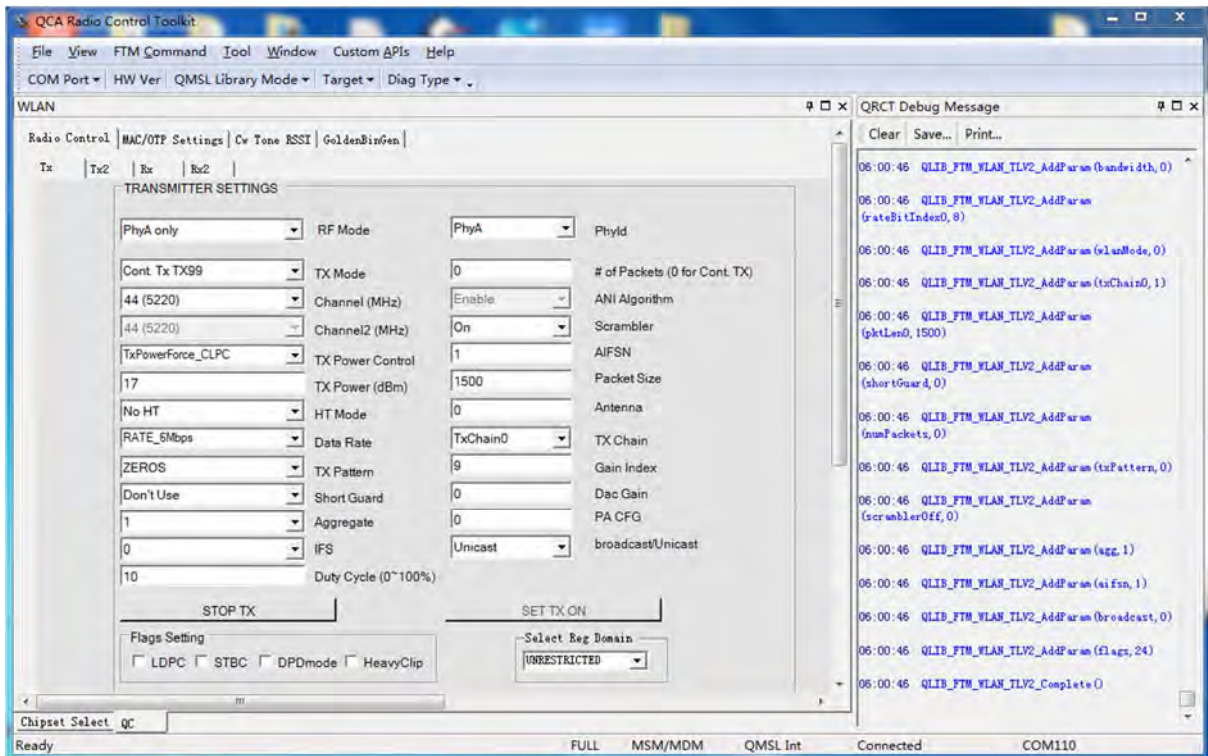 QCA Radio Control Toolkit
File View FTM Command Tool Window Custom APIs Help
COM Port HW Ver QMSL Library Mode Target Diag Type
WLAN
Radio Control MAC/OTP Settings Cw Tone RSSI GoldenBinGen
Tx Tx2 Rx Rx2
TRANSMITTER SETTINGS
PhyA only RF Mode PhyA PhyId
Cont. Tx TX99 TX Mode 0 # of Packets (0 for Cont. TX)
44 (5220) Channel (MHz) Enable ANI Algorithm
44 (5220) Channel2 (MHz) On Scrambler
TxPowerForce_CLPC TX Power Control 1 AIFSN
17 TX Power (dBm) 1500 Packet Size
No HT HT Mode 0 Antenna
RATE_6Mbps Data Rate TxChain0 TX Chain
ZEROS TX Pattern 9 Gain Index
Don't Use Short Guard 0 Dac Gain
1 Aggregate 0 PA CFG
0 IFS Unicast broadcast/Unicast
10 Duty Cycle (0~100%)
STOP TX SET TX ON
Flags Setting Select Reg Domain
LDPC STBC DPDmode HeavyClip UNRESTRICTED
Chipset Select QC
QRCT Debug Message
Clear Save... Print...
06:00:46 QLIB_FTM_WLAN_TLV2_AddParam(bandwidth, 0)
06:00:46 QLIB_FTM_WLAN_TLV2_AddParam
(rateBitIndex0, 8)
06:00:46 QLIB_FTM_WLAN_TLV2_AddParam(wlanMode, 0)
06:00:46 QLIB_FTM_WLAN_TLV2_AddParam(txChain0, 1)
06:00:46 QLIB_FTM_WLAN_TLV2_AddParam
(pktLen0, 1500)
06:00:46 QLIB_FTM_WLAN_TLV2_AddParam
(shortGuard, 0)
06:00:46 QLIB_FTM_WLAN_TLV2_AddParam
(numPackets, 0)
06:00:46 QLIB_FTM_WLAN_TLV2_AddParam(txPattern, 0)
06:00:46 QLIB_FTM_WLAN_TLV2_AddParam
(scramblerOff, 0)
06:00:46 QLIB_FTM_WLAN_TLV2_AddParam(agg, 1)
06:00:46 QLIB_FTM_WLAN_TLV2_AddParam(aifsn, 1)
06:00:46 QLIB_FTM_WLAN_TLV2_AddParam(broadcast, 0)
06:00:46 QLIB_FTM_WLAN_TLV2_AddParam(flags, 24)
06:00:46 QLIB_FTM_WLAN_TLV2_Complete()
Ready FULL MSM/MDM QMSL Int Connected COM110